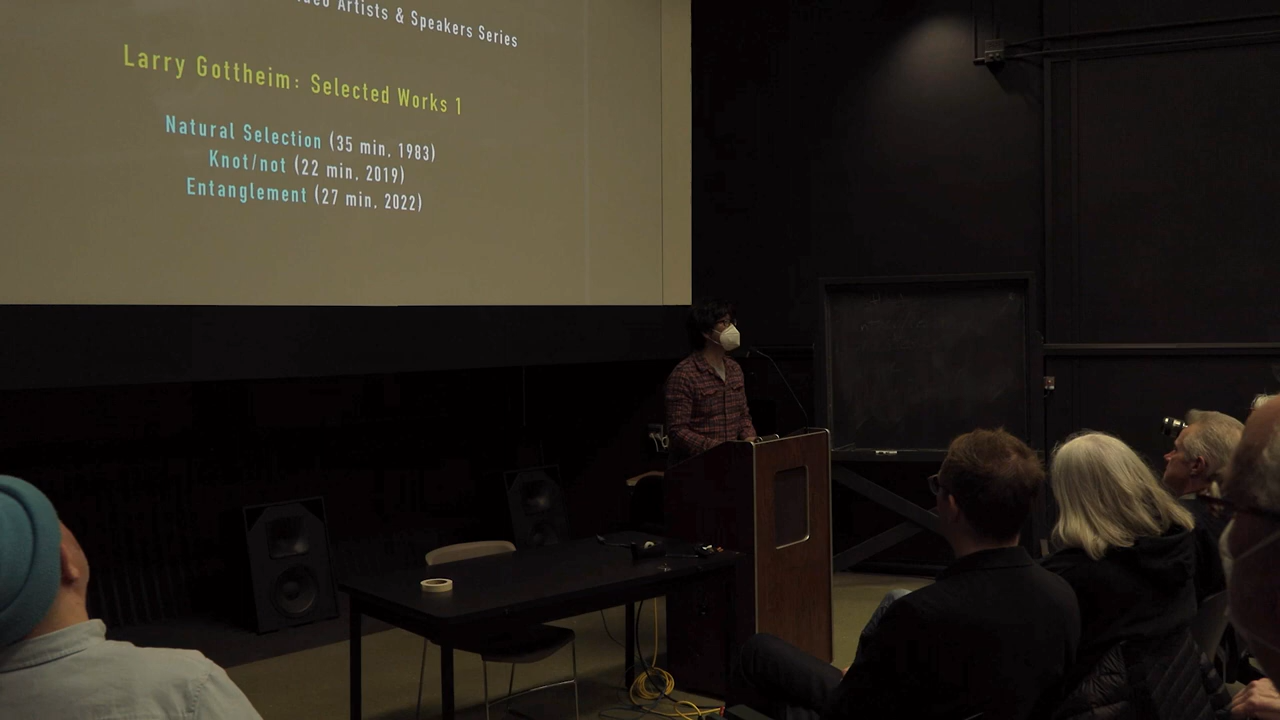 Artists & Speakers Series
Larry Gottheim: Selected Works 1
Natural Selection (35 min, 1983)
Knot/not (22 min, 2019)
Entanglement (27 min, 2022)